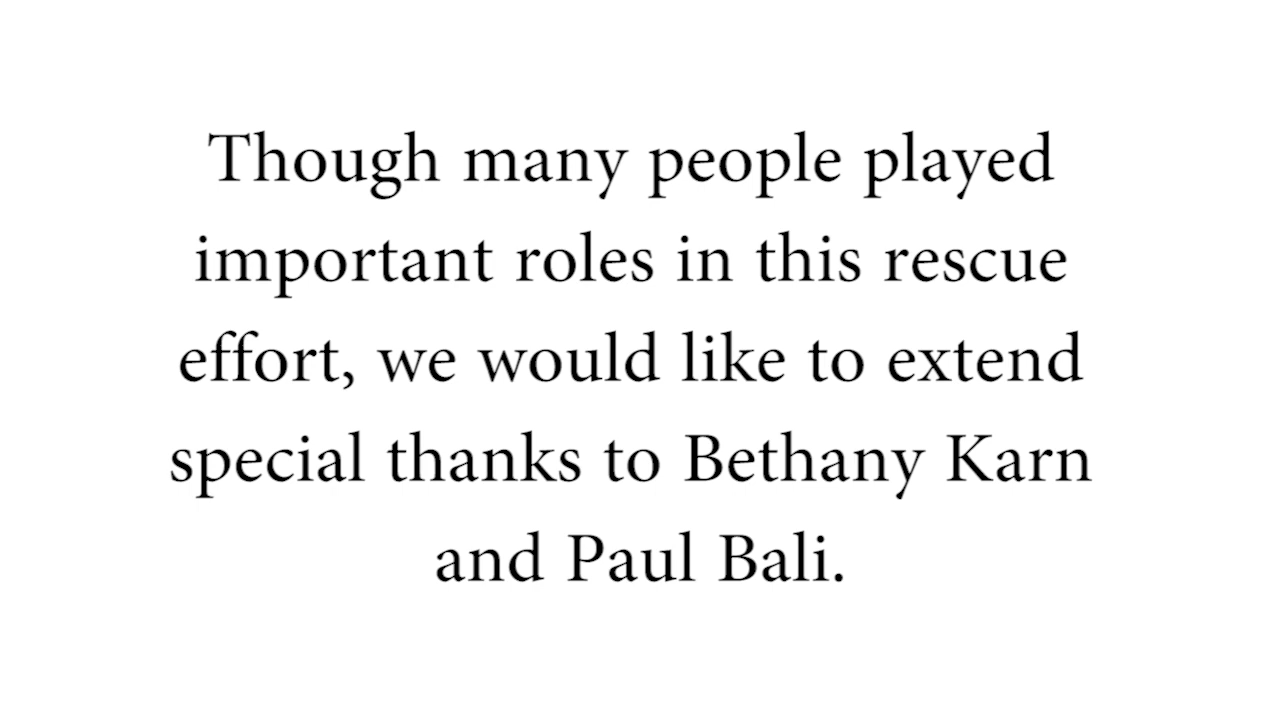 Though many people played
important roles in this rescue
effort, we would like to extend
special thanks to Bethany Karn
and Paul Bali.